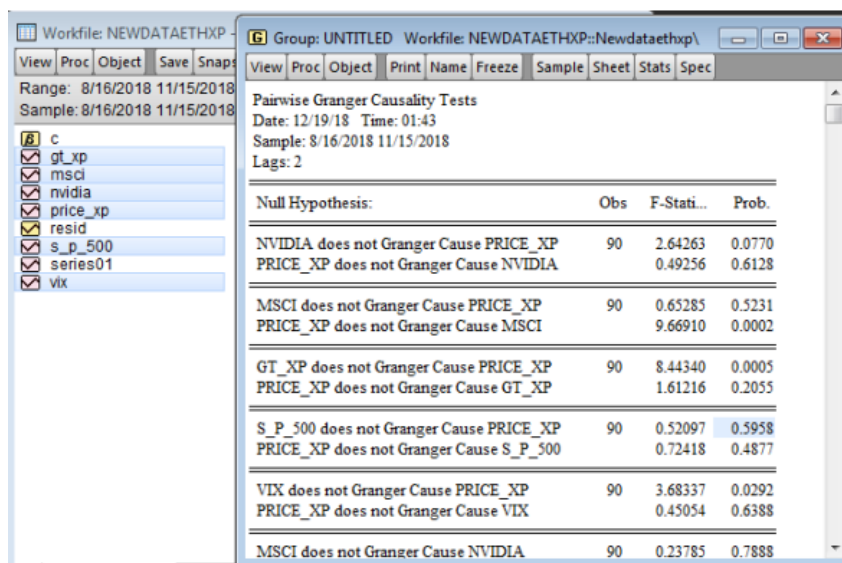 Workfile: NEWDATAETHXP -
View Proc Object Save Snaps
Range: 8/16/2018 11/15/2018
Sample: 8/16/2018 11/15/2018
c
gt_xp
msci
nvidia
price_xp
resid
s_p_500
series01
vix
G Group: UNTITLED Workfile: NEWDATAETHXP::Newdataethxp\
View Proc Object Print Name Freeze Sample Sheet Stats Spec
Pairwise Granger Causality Tests
Date: 12/19/18 Time: 01:43
Sample: 8/16/2018 11/15/2018
Lags: 2
Null Hypothesis: Obs F-Stati... Prob.
NVIDIA does not Granger Cause PRICE_XP 90 2.64263 0.0770
PRICE_XP does not Granger Cause NVIDIA 0.49256 0.6128
MSCI does not Granger Cause PRICE_XP 90 0.65285 0.5231
PRICE_XP does not Granger Cause MSCI 9.66910 0.0002
GT_XP does not Granger Cause PRICE_XP 90 8.44340 0.0005
PRICE_XP does not Granger Cause GT_XP 1.61216 0.2055
S_P_500 does not Granger Cause PRICE_XP 90 0.52097 0.5958
PRICE_XP does not Granger Cause S_P_500 0.72418 0.4877
VIX does not Granger Cause PRICE_XP 90 3.68337 0.0292
PRICE_XP does not Granger Cause VIX 0.45054 0.6388
MSCI does not Granger Cause NVIDIA 90 0.23785 0.7888